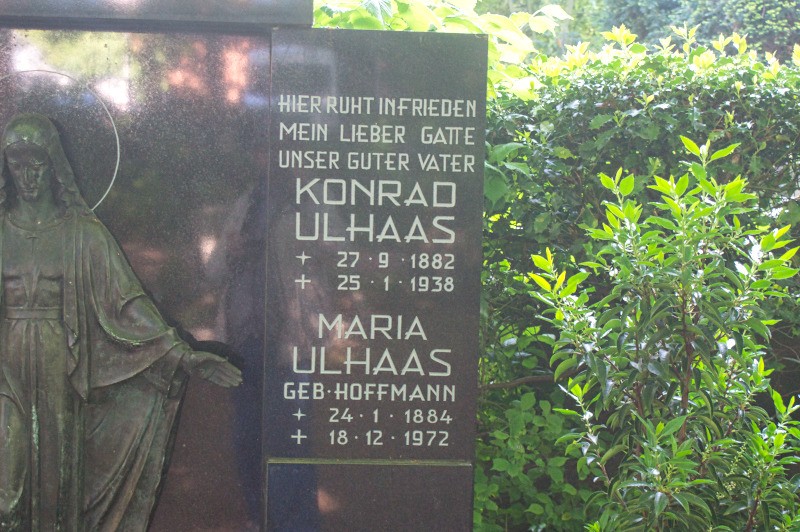 HIER RUHT IN FRIEDEN
MEIN LIEBER GATTE
UNSER GUTER VATER
KONRAD
ULHAAS
✢ 27·9·1882
+ 25·1·1938
MARIA
ULHAAS
GEB·HOFFMANN
✢ 24·1·1884
+ 18·12·1972